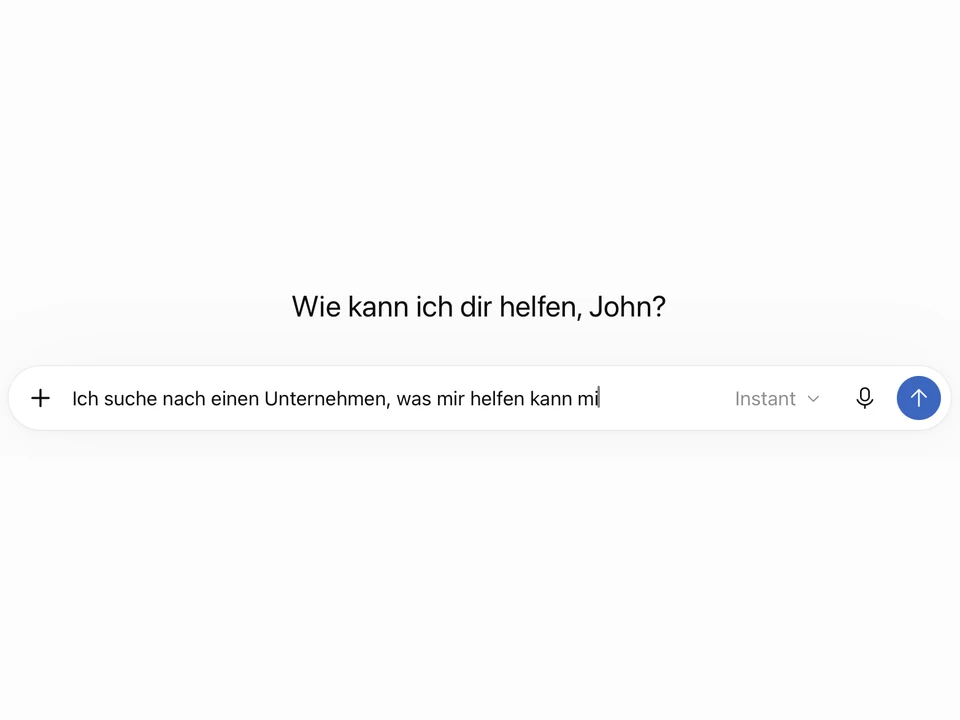 Wie kann ich dir helfen, John?
Ich suche nach einen Unternehmen, was mir helfen kann mi
Instant